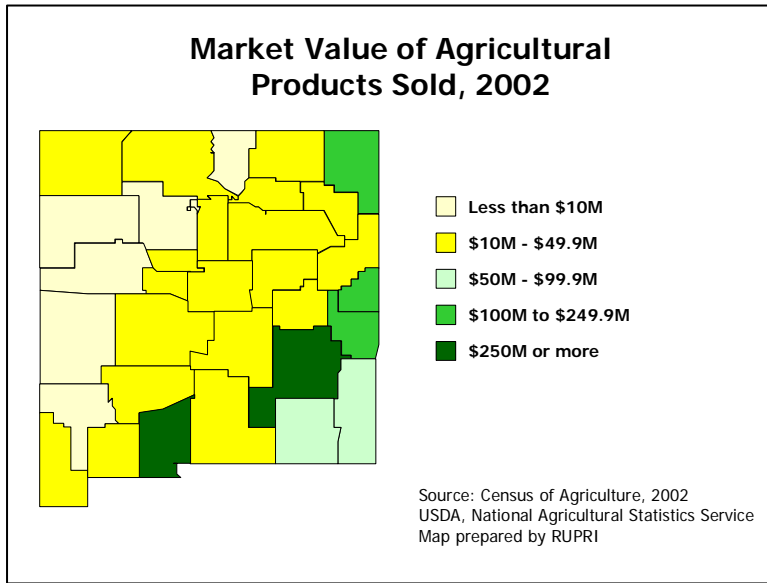 Market Value of Agricultural
Products Sold, 2002
Less than $10M
$10M - $49.9M
$50M - $99.9M
$100M to $249.9M
$250M or more
Source: Census of Agriculture, 2002
USDA, National Agricultural Statistics Service
Map prepared by RUPRI